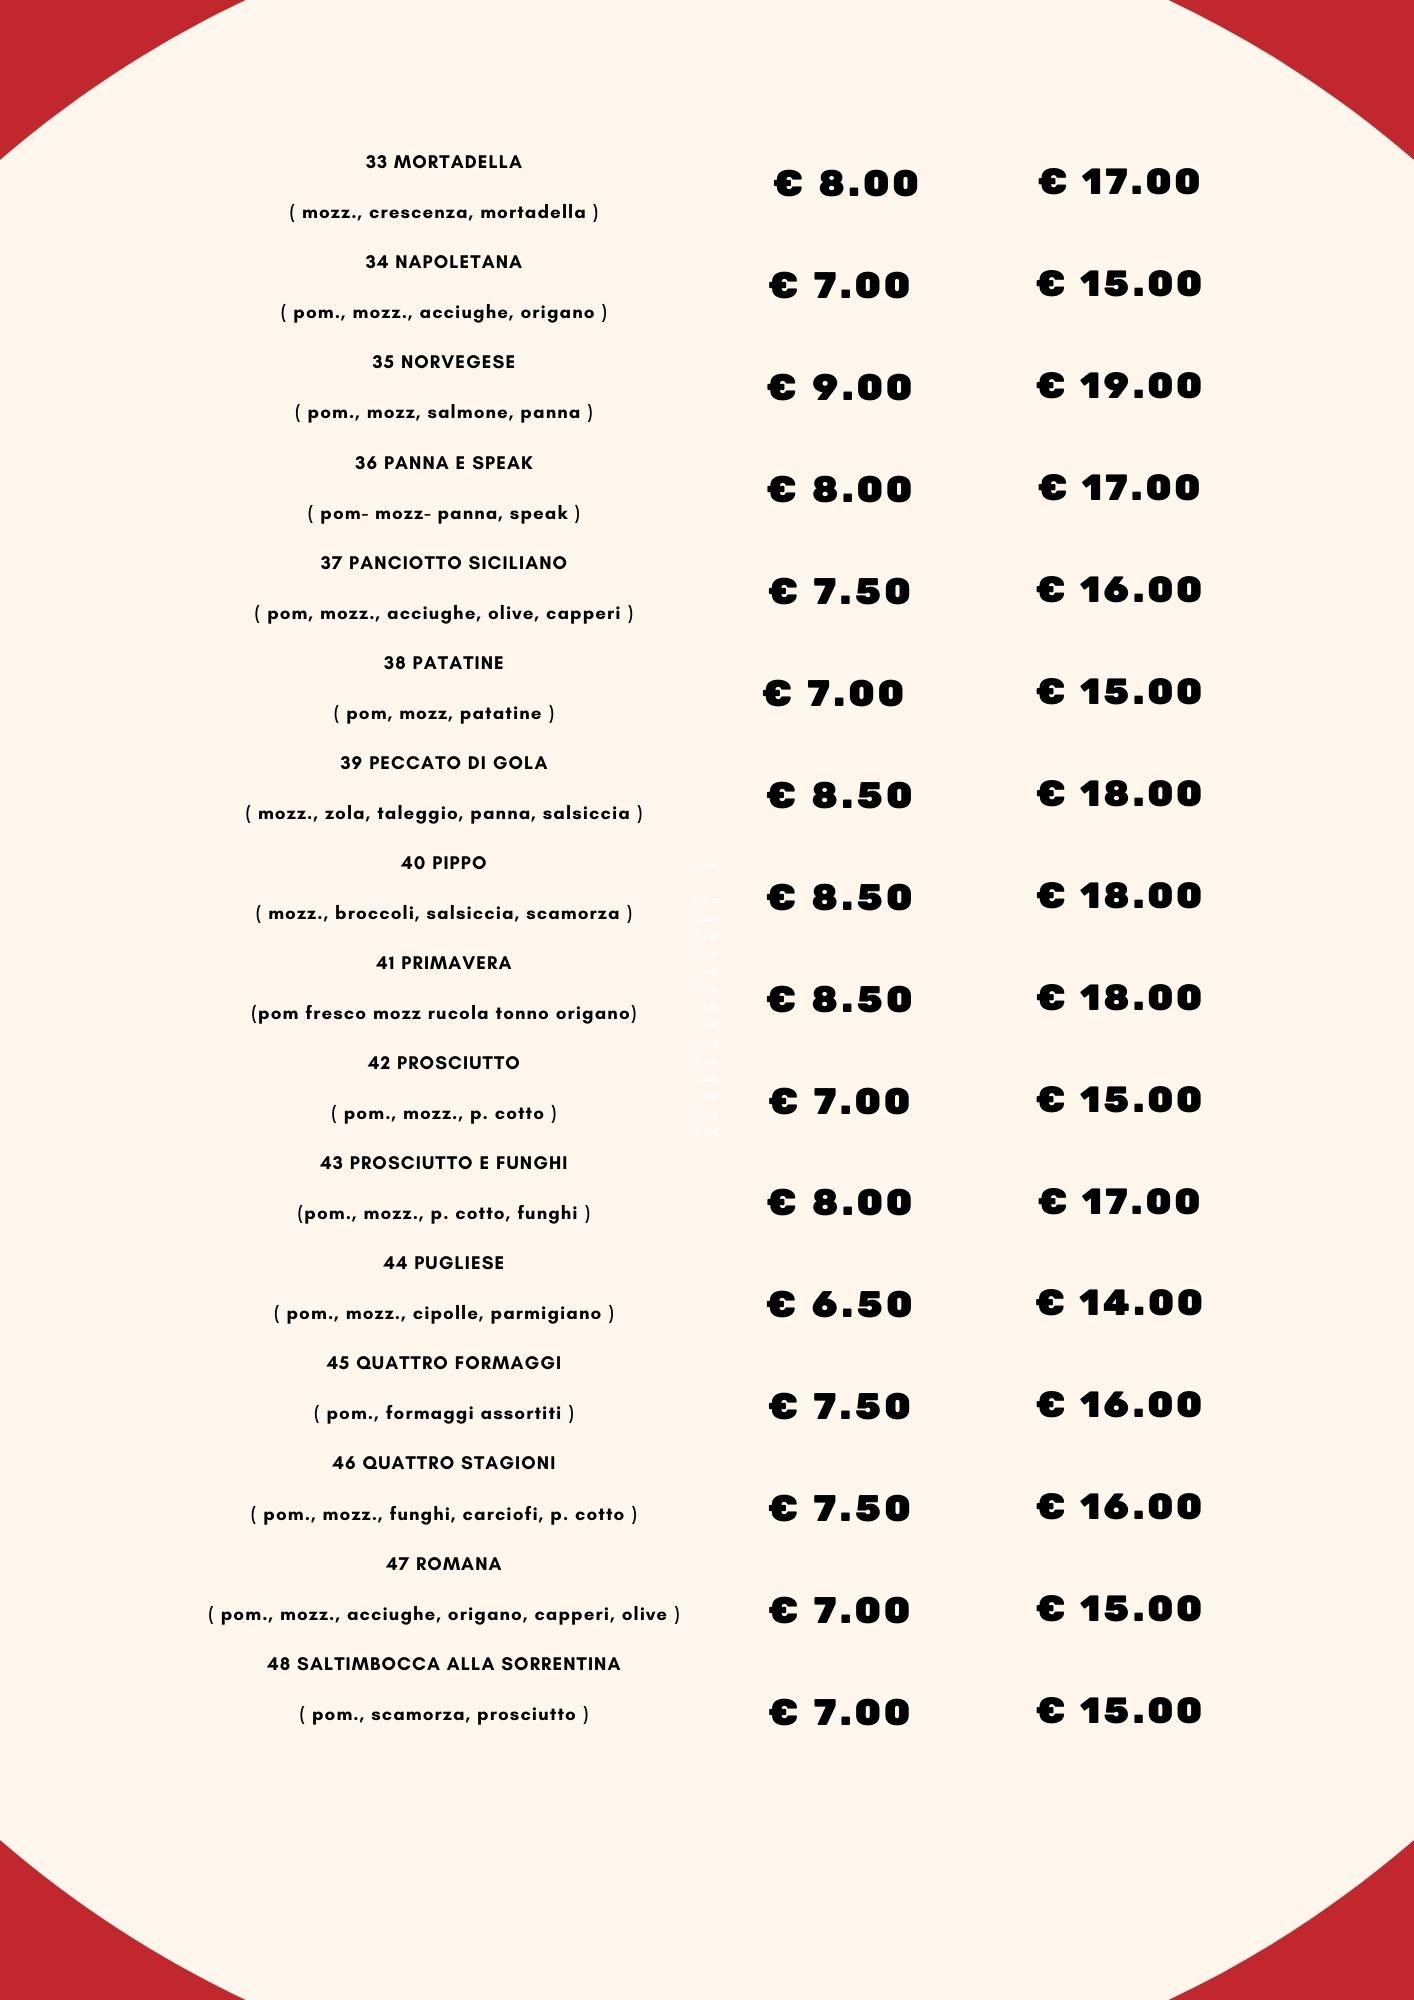 33 MORTADELLA
€ 8.00 € 17.00
( mozz., crescenza, mortadella )
34 NAPOLETANA
€ 7.00 € 15.00
( pom., mozz., acciughe, origano )
35 NORVEGESE
€ 9.00 € 19.00
( pom., mozz, salmone, panna )
36 PANNA E SPEAK
€ 8.00 € 17.00
( pom- mozz- panna, speak )
37 PANCIOTTO SICILIANO
€ 7.50 € 16.00
( pom, mozz., acciughe, olive, capperi )
38 PATATINE
€ 7.00 € 15.00
( pom, mozz, patatine )
39 PECCATO DI GOLA
€ 8.50 € 18.00
( mozz., zola, taleggio, panna, salsiccia )
40 PIPPO
€ 8.50 € 18.00
( mozz., broccoli, salsiccia, scamorza )
41 PRIMAVERA
€ 8.50 € 18.00
(pom fresco mozz rucola tonno origano)
42 PROSCIUTTO
€ 7.00 € 15.00
( pom., mozz., p. cotto )
43 PROSCIUTTO E FUNGHI
€ 8.00 € 17.00
(pom., mozz., p. cotto, funghi )
44 PUGLIESE
€ 6.50 € 14.00
( pom., mozz., cipolle, parmigiano )
45 QUATTRO FORMAGGI
€ 7.50 € 16.00
( pom., formaggi assortiti )
46 QUATTRO STAGIONI
€ 7.50 € 16.00
( pom., mozz., funghi, carciofi, p. cotto )
47 ROMANA
€ 7.00 € 15.00
( pom., mozz., acciughe, origano, capperi, olive )
48 SALTIMBOCCA ALLA SORRENTINA
€ 7.00 € 15.00
( pom., scamorza, prosciutto )